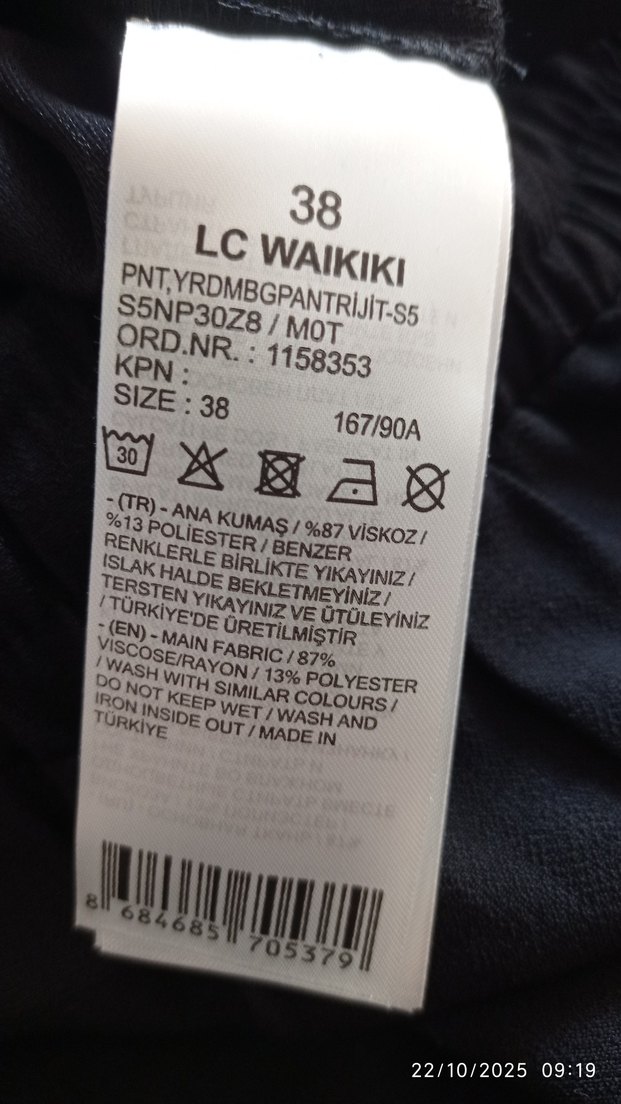 38
LC WAIKIKI
PNT,YRDMBGPANTRİJİT-S5
S5NP30Z8 / M0T
ORD.NR. : 1158353
KPN :
SIZE : 38 167/90A
30
- (TR) - ANA KUMAŞ / %87 VİSKOZ /
%13 POLİESTER / BENZER
RENKLERLE BİRLİKTE YIKAYINIZ /
ISLAK HALDE BEKLETMEYİNİZ /
TERSTEN YIKAYINIZ VE ÜTÜLEYİNİZ
/ TÜRKİYE'DE ÜRETİLMİŞTİR
- (EN) - MAIN FABRIC / 87%
VISCOSE/RAYON / 13% POLYESTER
/ WASH WITH SIMILAR COLOURS /
DO NOT KEEP WET / WASH AND
IRON INSIDE OUT / MADE IN
TÜRKİYE
8 684685 705379
22/10/2025 09:19